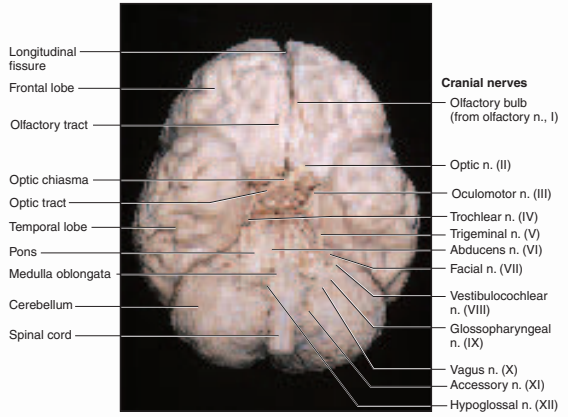 Longitudinal
fissure
Frontal lobe
Olfactory tract
Optic chiasma
Optic tract
Temporal lobe
Pons
Medulla oblongata
Cerebellum
Spinal cord
Cranial nerves
Olfactory bulb
(from olfactory n., I)
Optic n. (II)
Oculomotor n. (III)
Trochlear n. (IV)
Trigeminal n. (V)
Abducens n. (VI)
Facial n. (VII)
Vestibulocochlear
n. (VIII)
Glossopharyngeal
n. (IX)
Vagus n. (X)
Accessory n. (XI)
Hypoglossal n. (XII)